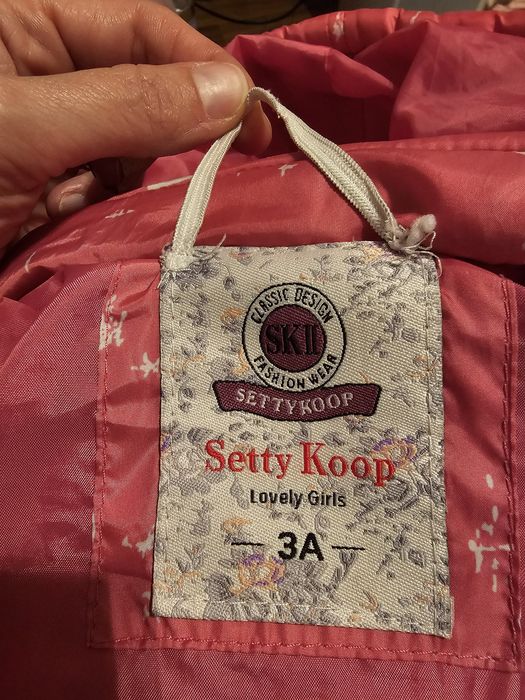 CLASSIC DESIGN
SKII
FASHION WEAR
SETTYKOOP
Setty Koop
Lovely Girls
— 3A —